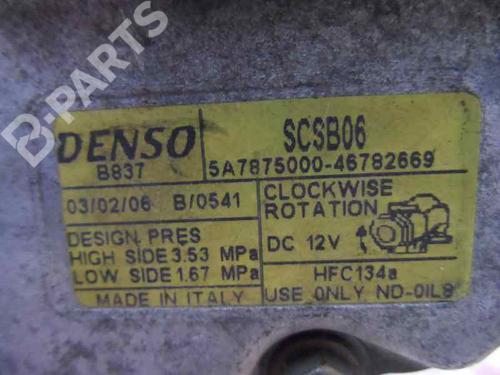 B-PARTS
DENSO
SCSB06
B837
5A7875000-46782669
03/02/06 B/0541
CLOCKWISE
ROTATION
DESIGN PRES
HIGH SIDE 3.53 MPa
LOW SIDE 1.67 MPa
DC 12V
HFC134a
MADE IN ITALY
USE ONLY ND-OIL8